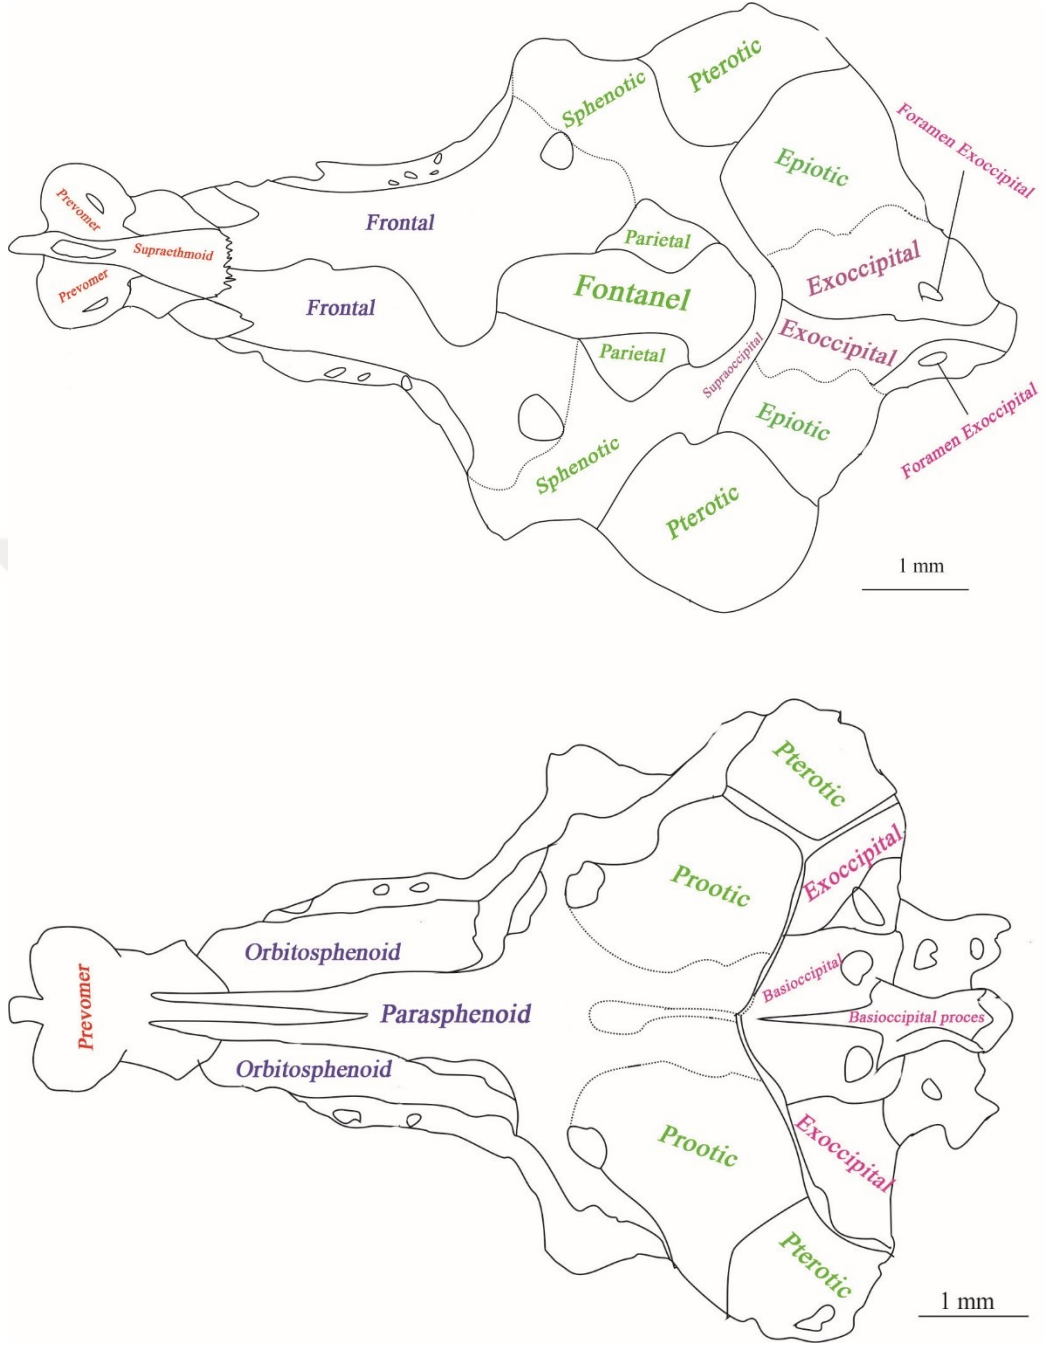 Pterotic
Sphenotic
Foramen Exoccipital
Epiotic
Prevomer
Frontal
Parietal
Supraethmoid
Exoccipital
Prevomer
Fontanel
Frontal
Exoccipital
Parietal
Supraoccipital
Epiotic
Foramen Exoccipital
Sphenotic
Pterotic
1 mm
Pterotic
Exoccipital
Prootic
Orbitosphenoid
Basioccipital
Prevomer
Parasphenoid
Basioccipital proces
Orbitosphenoid
Prootic
Exoccipital
Pterotic
1 mm